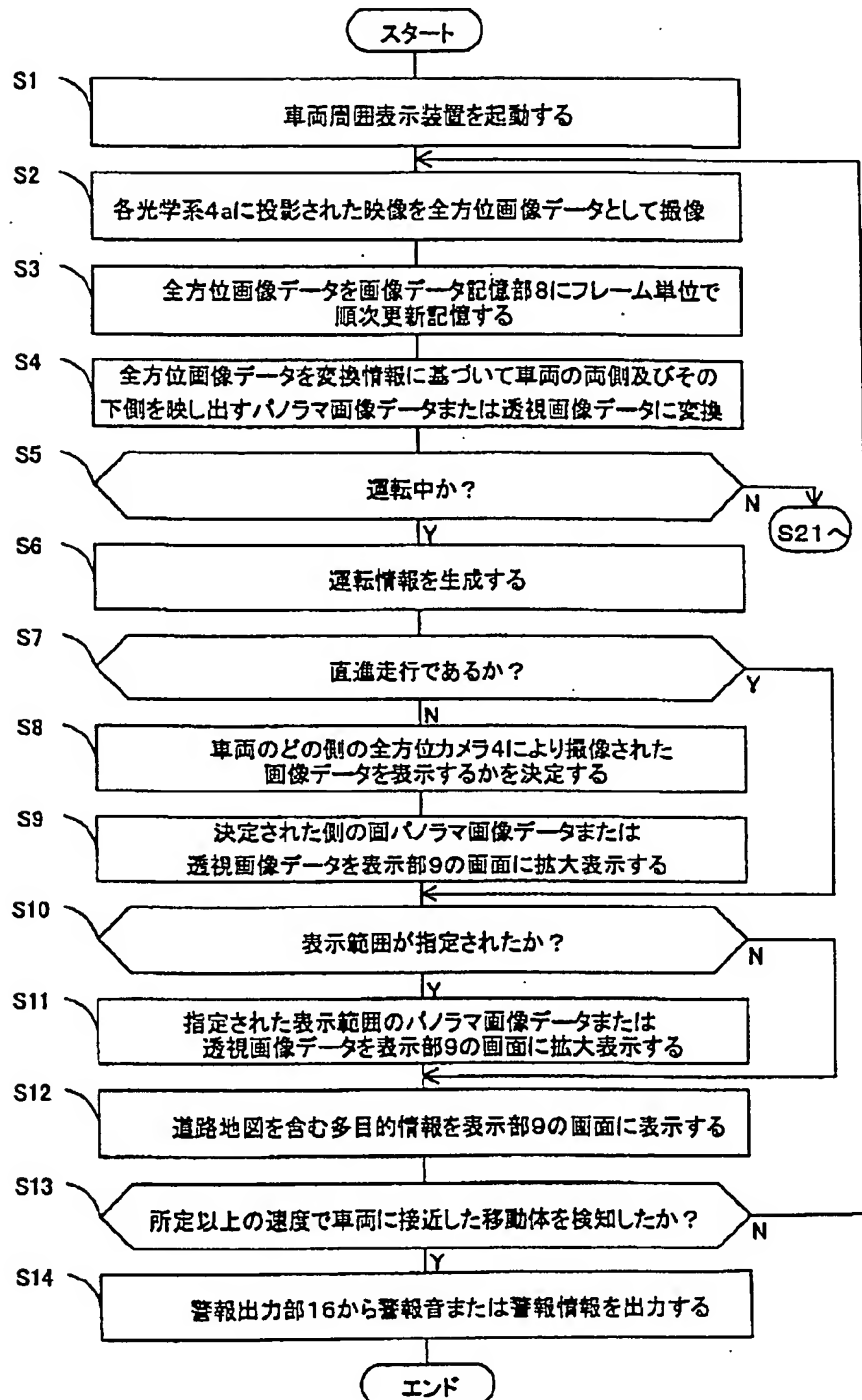 スタート
S1
車両周囲表示装置を起動する
S2
各光学系4aに投影された映像を全方位画像データとして撮像
S3
全方位画像データを画像データ記憶部8にフレーム単位で
順次更新記憶する
S4
全方位画像データを変換情報に基づいて車両の両側及びその
下側を映し出すパノラマ画像データまたは透視画像データに変換
S5
運転中か?
N
S21へ
Y
S6
運転情報を生成する
S7
直進走行であるか?
Y
N
S8
車両のどの側の全方位カメラ4により撮像された
画像データを表示するかを決定する
S9
決定された側の面パノラマ画像データまたは
透視画像データを表示部9の画面に拡大表示する
S10
表示範囲が指定されたか?
N
Y
S11
指定された表示範囲のパノラマ画像データまたは
透視画像データを表示部9の画面に拡大表示する
S12
道路地図を含む多目的情報を表示部9の画面に表示する
S13
所定以上の速度で車両に接近した移動体を検知したか?
N
Y
S14
警報出力部16から警報音または警報情報を出力する
エンド